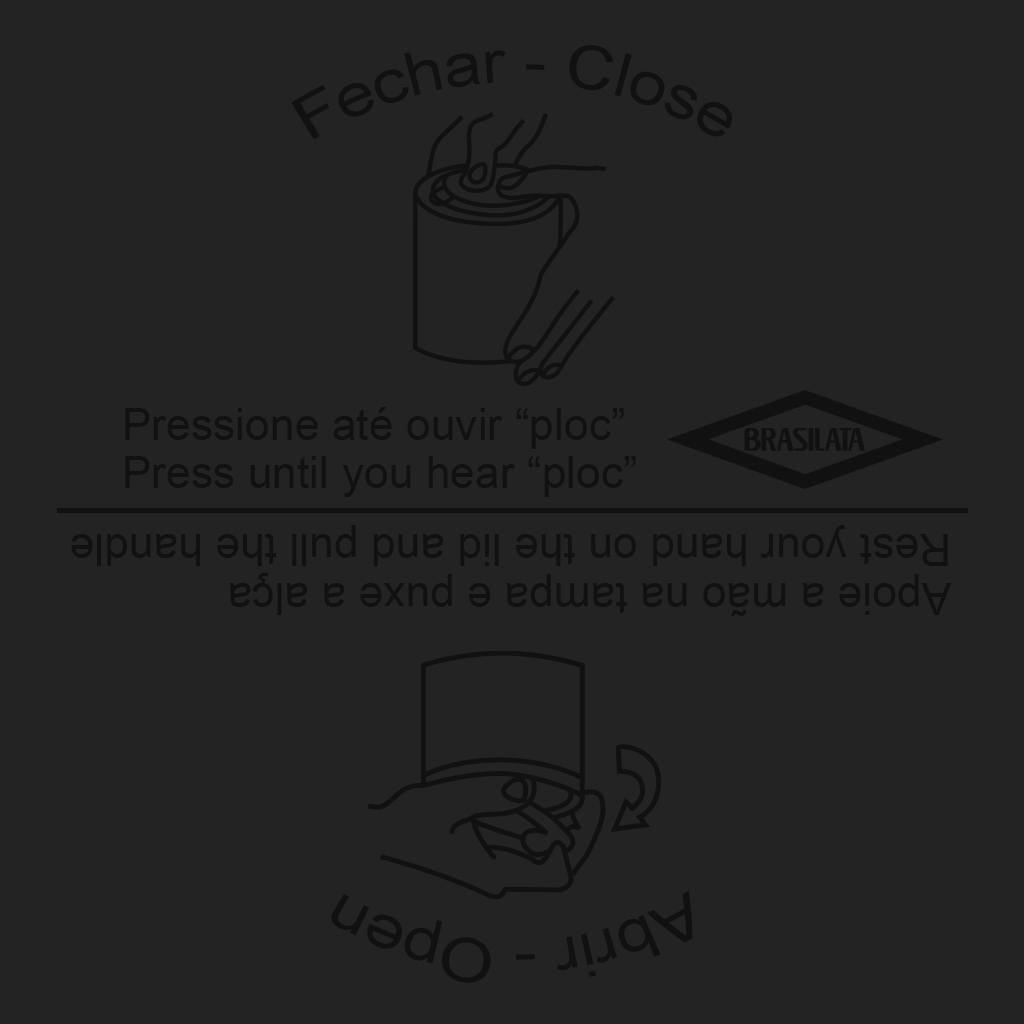 Fechar - Close
Pressione até ouvir “ploc”
Press until you hear “ploc”
BRASILATA
Abrir - Open
Apoie a mão na tampa e puxe a alça
Rest your hand on the lid and pull the handle